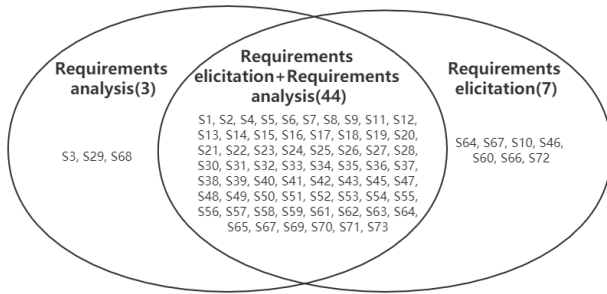 Requirements
analysis(3)
S3, S29, S68
Requirements
elicitation+Requirements
analysis(44)
S1, S2, S4, S5, S6, S7, S8, S9, S11, S12,
S13, S14, S15, S16, S17, S18, S19, S20,
S21, S22, S23, S24, S25, S26, S27, S28,
S30, S31, S32, S33, S34, S35, S36, S37,
S38, S39, S40, S41, S42, S43, S45, S47,
S48, S49, S50, S51, S52, S53, S54, S55,
S56, S57, S58, S59, S61, S62, S63, S64,
S65, S67, S69, S70, S71, S73
Requirements
elicitation(7)
S64, S67, S10, S46,
S60, S66, S72